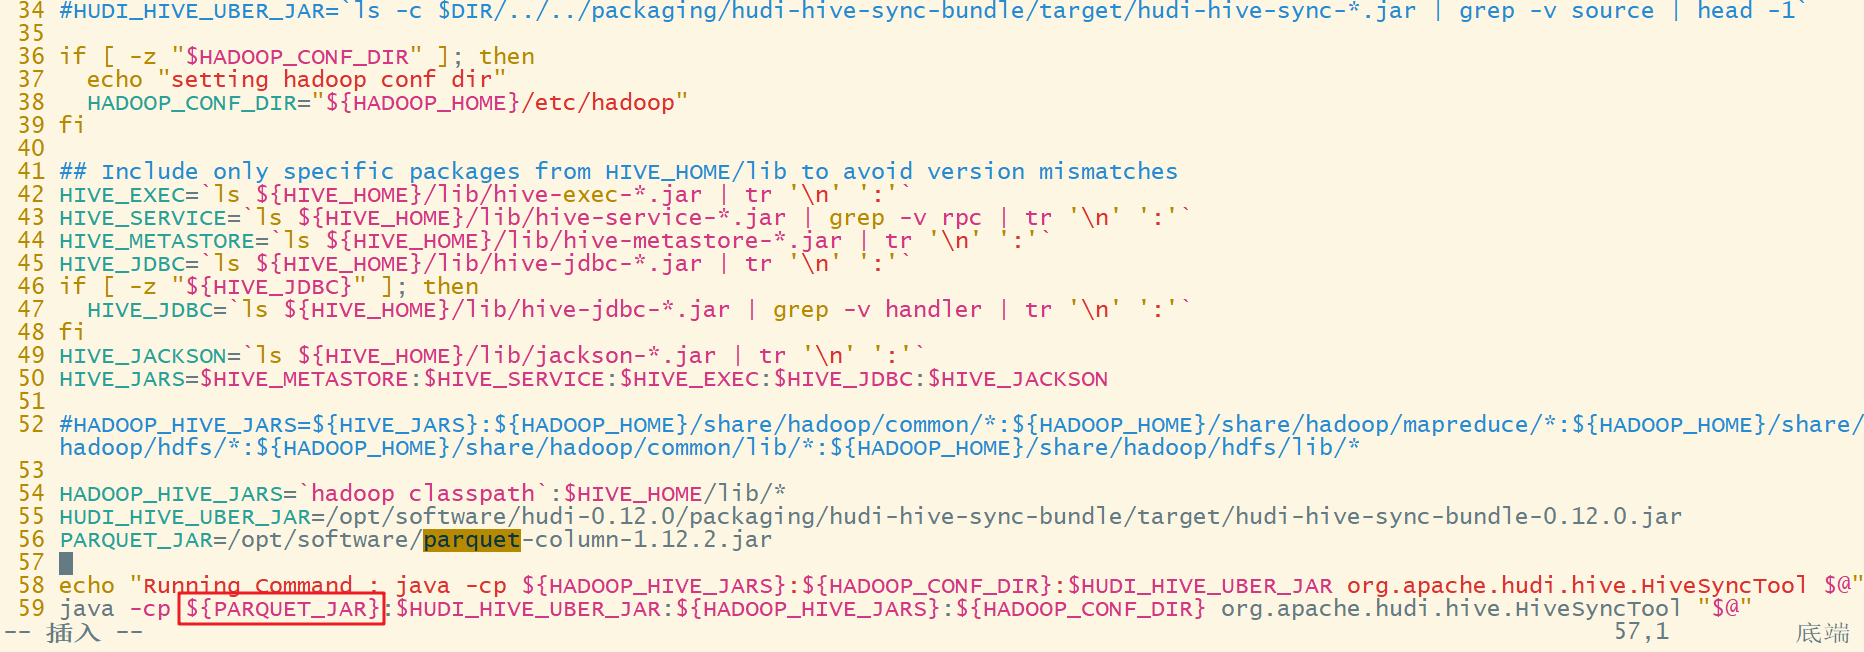 34 #HUDI_HIVE_UBER_JAR=`ls -c $DIR/../../packaging/hudi-hive-sync-bundle/target/hudi-hive-sync-*.jar | grep -v source | head -1`
35
36 if [ -z "$HADOOP_CONF_DIR" ]; then
37   echo "setting hadoop conf dir"
38   HADOOP_CONF_DIR="${HADOOP_HOME}/etc/hadoop"
39 fi
40
41 ## Include only specific packages from HIVE_HOME/lib to avoid version mismatches
42 HIVE_EXEC=`ls ${HIVE_HOME}/lib/hive-exec-*.jar | tr '\n' ':'`
43 HIVE_SERVICE=`ls ${HIVE_HOME}/lib/hive-service-*.jar | grep -v rpc | tr '\n' ':'`
44 HIVE_METASTORE=`ls ${HIVE_HOME}/lib/hive-metastore-*.jar | tr '\n' ':'`
45 HIVE_JDBC=`ls ${HIVE_HOME}/lib/hive-jdbc-*.jar | tr '\n' ':'`
46 if [ -z "${HIVE_JDBC}" ]; then
47   HIVE_JDBC=`ls ${HIVE_HOME}/lib/hive-jdbc-*.jar | grep -v handler | tr '\n' ':'`
48 fi
49 HIVE_JACKSON=`ls ${HIVE_HOME}/lib/jackson-*.jar | tr '\n' ':'`
50 HIVE_JARS=$HIVE_METASTORE:$HIVE_SERVICE:$HIVE_EXEC:$HIVE_JDBC:$HIVE_JACKSON
51
52 #HADOOP_HIVE_JARS=${HIVE_JARS}:${HADOOP_HOME}/share/hadoop/common/*:${HADOOP_HOME}/share/hadoop/mapreduce/*:${HADOOP_HOME}/share/
hadoop/hdfs/*:${HADOOP_HOME}/share/hadoop/common/lib/*:${HADOOP_HOME}/share/hadoop/hdfs/lib/*
53
54 HADOOP_HIVE_JARS=`hadoop classpath`:$HIVE_HOME/lib/*
55 HUDI_HIVE_UBER_JAR=/opt/software/hudi-0.12.0/packaging/hudi-hive-sync-bundle/target/hudi-hive-sync-bundle-0.12.0.jar
56 PARQUET_JAR=/opt/software/parquet-column-1.12.2.jar
57
58 echo "Running Command : java -cp ${HADOOP_HIVE_JARS}:${HADOOP_CONF_DIR}:$HUDI_HIVE_UBER_JAR org.apache.hudi.hive.HiveSyncTool $@"
59 java -cp ${PARQUET_JAR}:$HUDI_HIVE_UBER_JAR:${HADOOP_HIVE_JARS}:${HADOOP_CONF_DIR} org.apache.hudi.hive.HiveSyncTool "$@"
-- 插入 -- 57,1 底端